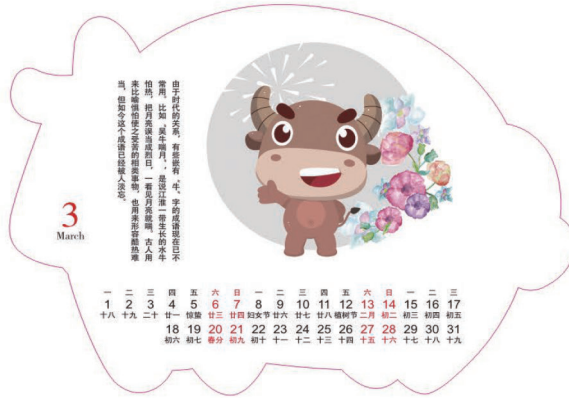 由于时代的关系，有些嵌有“牛”字的成语现在已不
常用。比如“吴牛喘月”，是说江淮一带生长的水牛
怕热，把月亮误当成烈日，一看见月亮就喘。古人用
来比喻惧怕使之受苦的相类事物，也用来形容酷热难
当，但如今这个成语已经被人淡忘。
3
March
一 二 三 四 五 六 日 一 二 三 四 五 六 日 一 二 三
1 2 3 4 5 6 7 8 9 10 11 12 13 14 15 16 17
十八 十九 二十 廿一 惊蛰 廿三 廿四 妇女节 廿六 廿七 廿八 植树节 二月 初二 初三 初四 初五
18 19 20 21 22 23 24 25 26 27 28 29 30 31
初六 初七 春分 初九 初十 十一 十二 十三 十四 十五 十六 十七 十八 十九